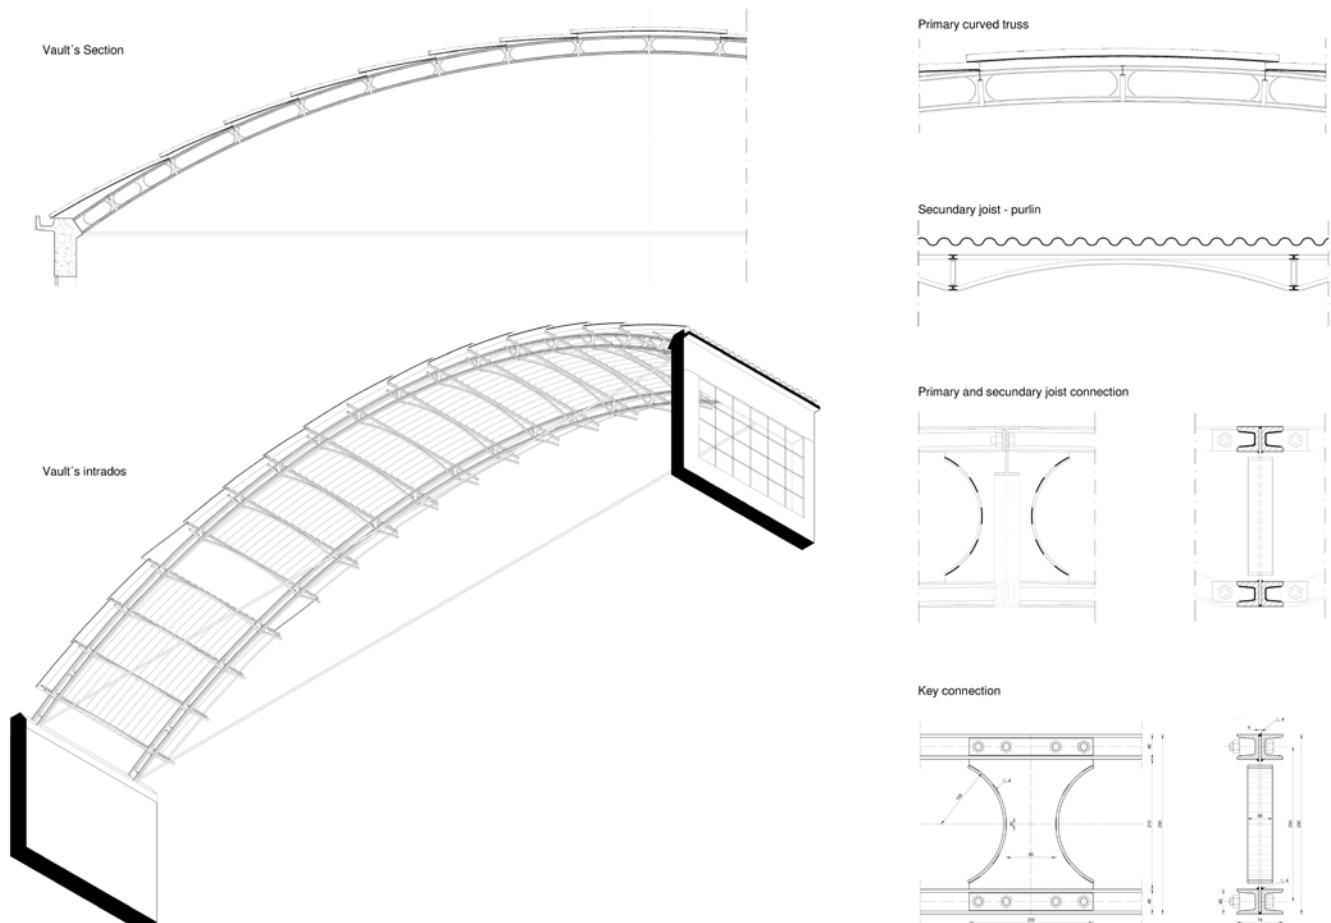 Vault´s Section
Primary curved truss
Secundary joist - purlin
Primary and secundary joist connection
Vault´s intrados
Key connection